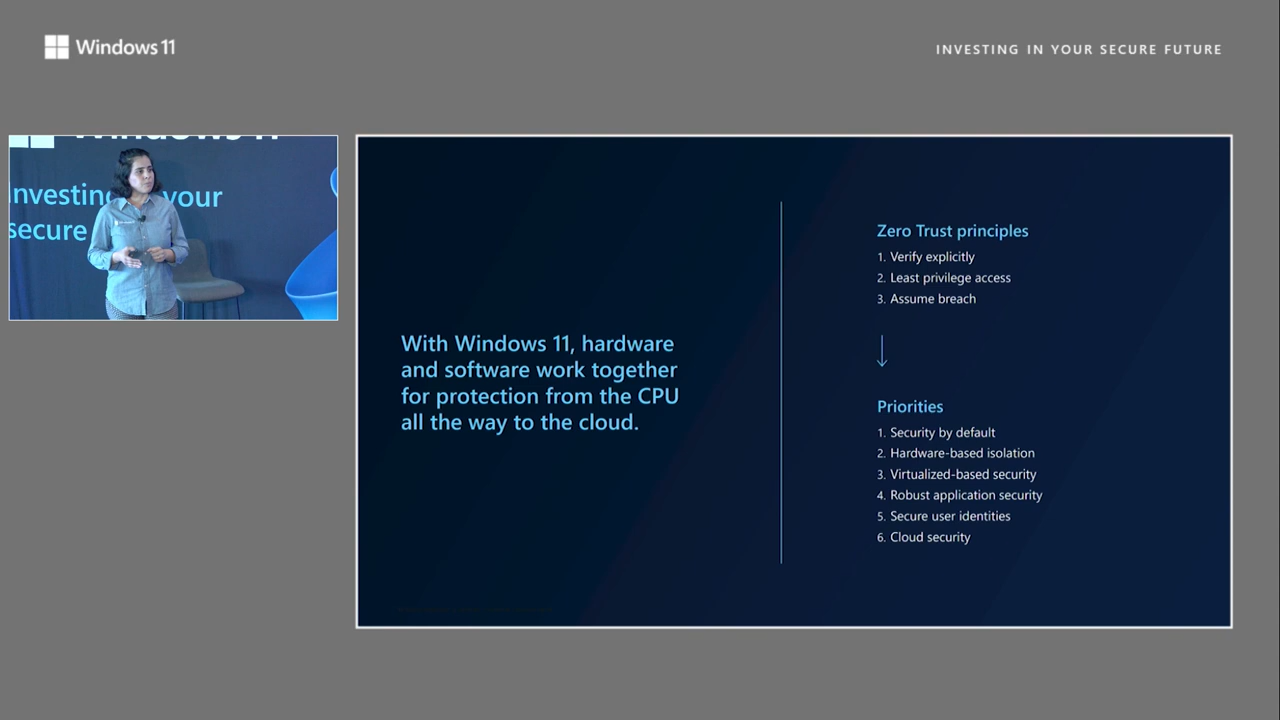 Windows 11
INVESTING IN YOUR SECURE FUTURE
Windows 11
Investing your
secure
With Windows 11, hardware
and software work together
for protection from the CPU
all the way to the cloud.
Zero Trust principles
1. Verify explicitly
2. Least privilege access
3. Assume breach
Priorities
1. Security by default
2. Hardware-based isolation
3. Virtualized-based security
4. Robust application security
5. Secure user identities
6. Cloud security